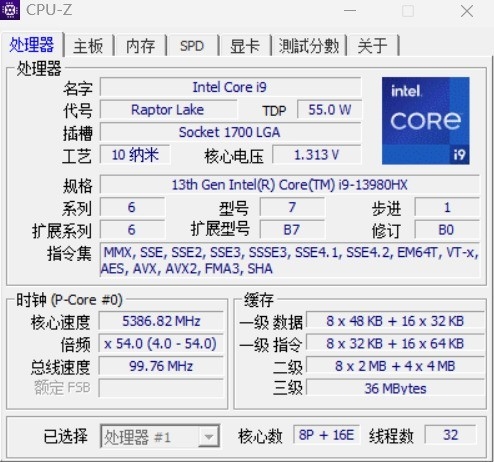 CPU-Z
处理器 主板 内存 SPD 显卡 測試分數 关于
处理器
名字 Intel Core i9
代号 Raptor Lake TDP 55.0 W
插槽 Socket 1700 LGA
工艺 10 纳米 核心电压 1.313 V
intel.
CORE
i9
规格 13th Gen Intel(R) Core(TM) i9-13980HX
系列 6 型号 7 步进 1
扩展系列 6 扩展型号 B7 修订 B0
指令集 MMX, SSE, SSE2, SSE3, SSSE3, SSE4.1, SSE4.2, EM64T, VT-x,
AES, AVX, AVX2, FMA3, SHA
时钟 (P-Core #0)
核心速度 5386.82 MHz
倍频 x 54.0 (4.0 - 54.0)
总线速度 99.76 MHz
额定 FSB
缓存
一级 数据 8 x 48 KB + 16 x 32 KB
一级 指令 8 x 32 KB + 16 x 64 KB
二级 8 x 2 MB + 4 x 4 MB
三级 36 MBytes
已选择 处理器 #1 核心数 8P + 16E 线程数 32